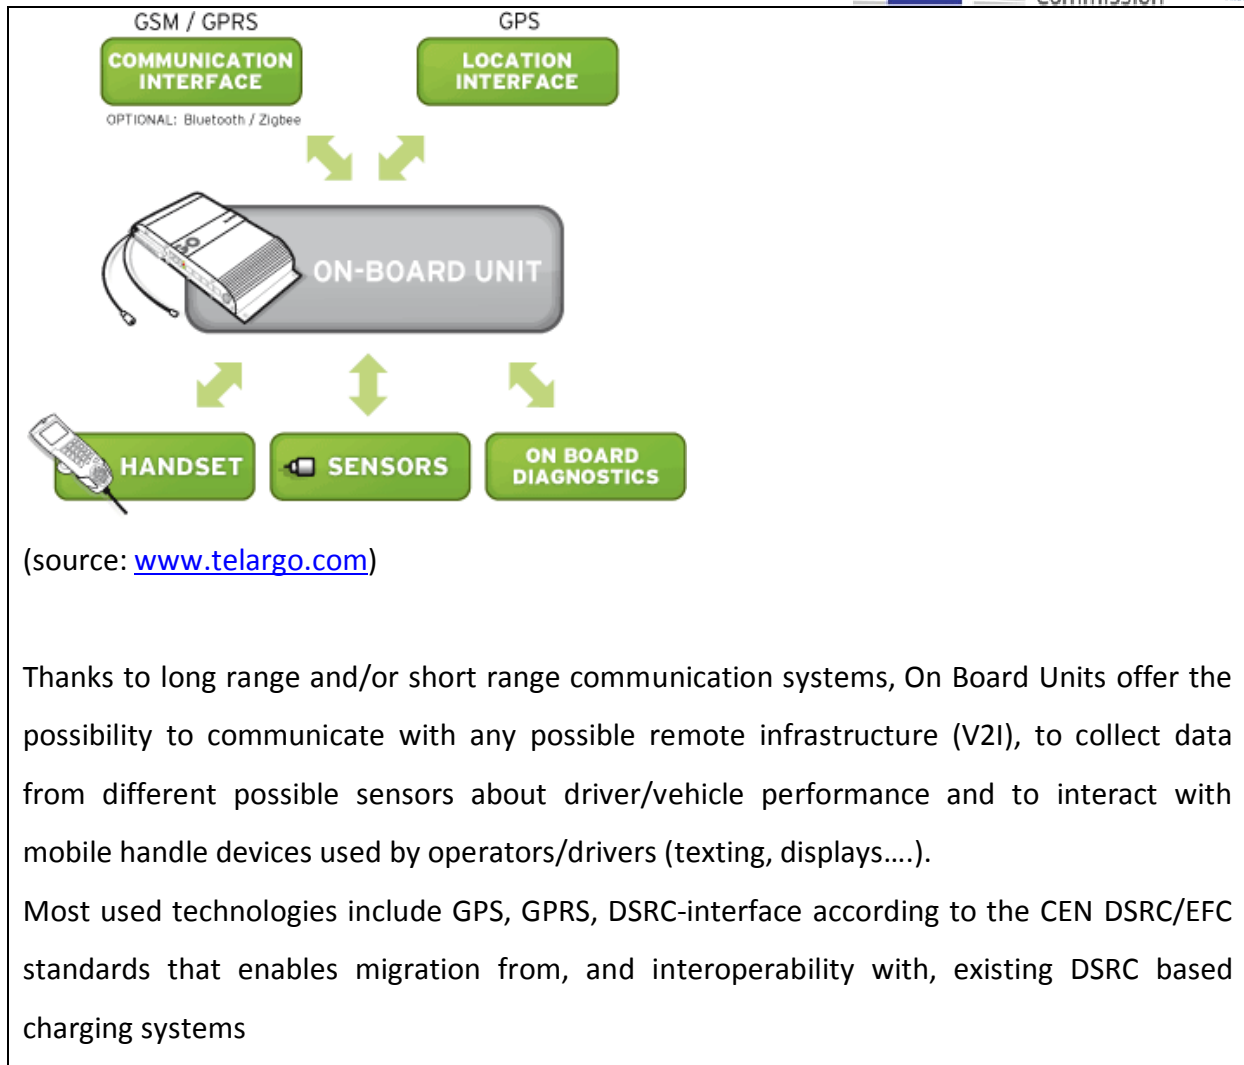 Commission
GSM / GPRS
GPS
COMMUNICATION
INTERFACE
LOCATION
INTERFACE
OPTIONAL: Bluetooth / Zigbee
ON-BOARD UNIT
HANDSET
SENSORS
ON BOARD
DIAGNOSTICS
(source: www.telargo.com)
Thanks to long range and/or short range communication systems, On Board Units offer the
possibility to communicate with any possible remote infrastructure (V2I), to collect data
from different possible sensors about driver/vehicle performance and to interact with
mobile handle devices used by operators/drivers (texting, displays....).
Most used technologies include GPS, GPRS, DSRC-interface according to the CEN DSRC/EFC
standards that enables migration from, and interoperability with, existing DSRC based
charging systems